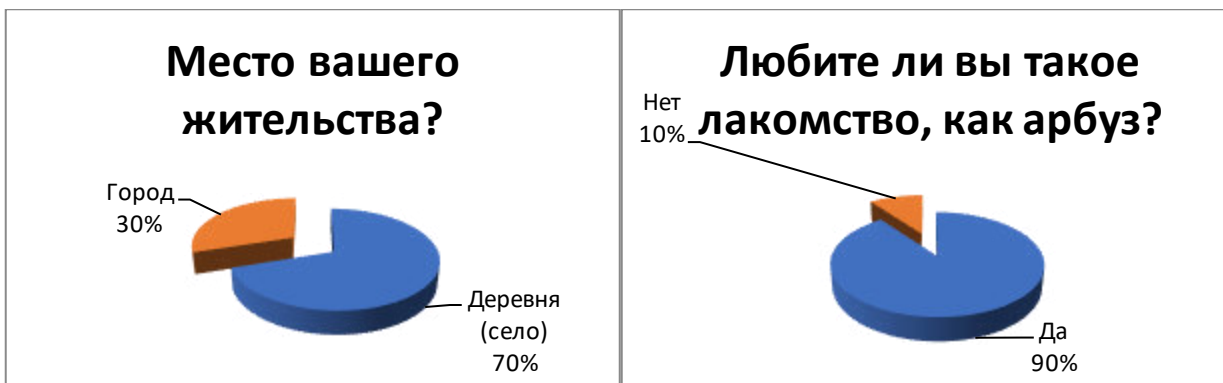 Место вашего
жительства?
Город
30%
Деревня
(село)
70%
Любите ли вы такое
лакомство, как арбуз?
Нет
10%
Да
90%